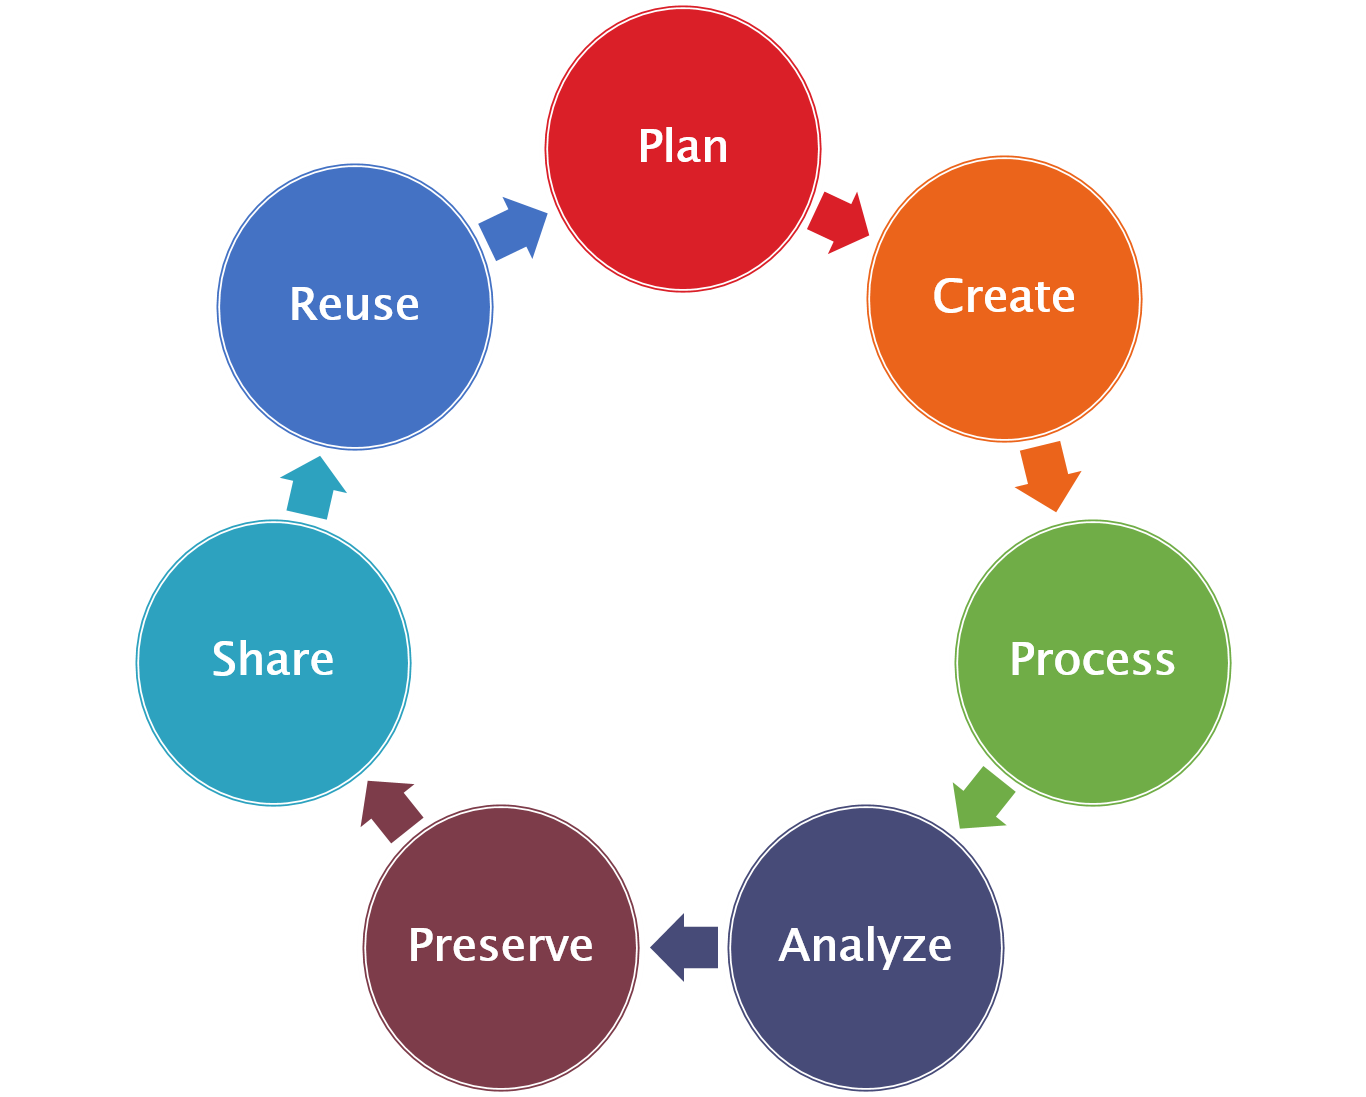 Plan
Create
Process
Analyze
Preserve
Share
Reuse